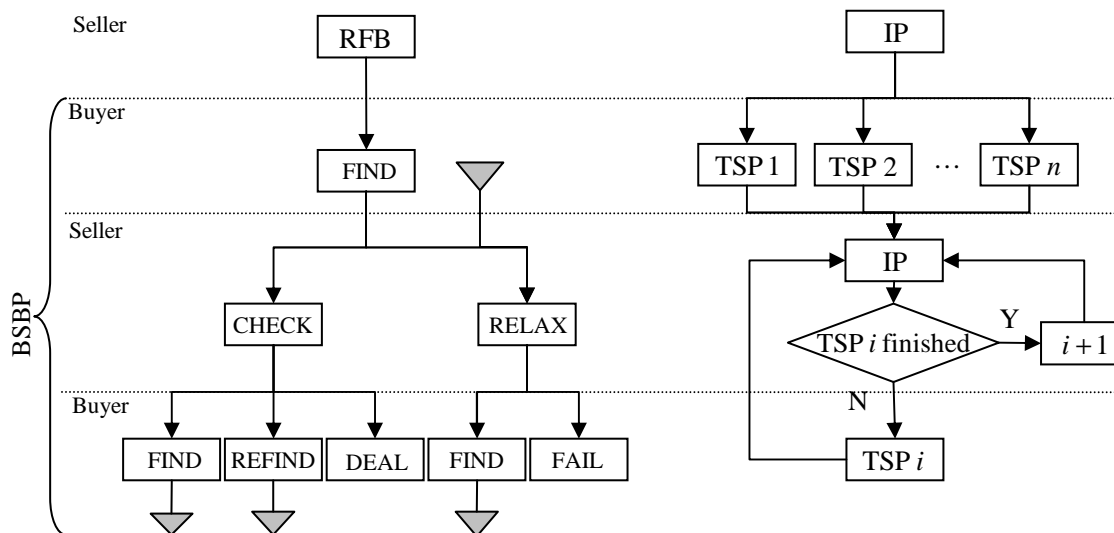 Seller
RFB
IP
Buyer
FIND
TSP 1
TSP 2
...
TSP n
Seller
IP
BSBP
CHECK
RELAX
TSP i finished
Y
i + 1
Buyer
N
FIND
REFIND
DEAL
FIND
FAIL
TSP i